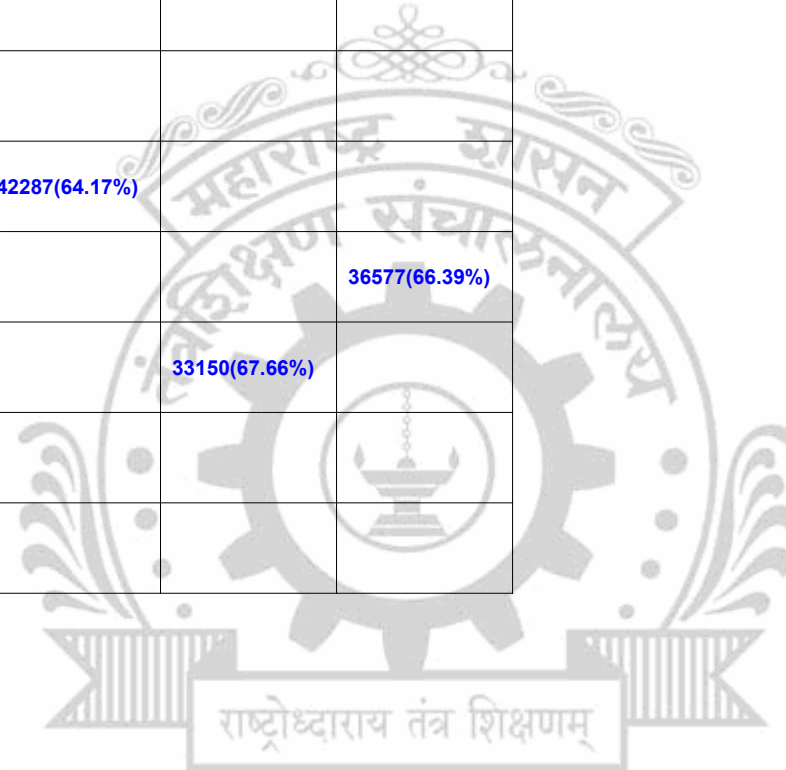 महाराष्ट्र शासन
तंत्रशिक्षण संचालनालय
42287(64.17%)
36577(66.39%)
33150(67.66%)
राष्ट्रोध्दाराय तंत्र शिक्षणम्